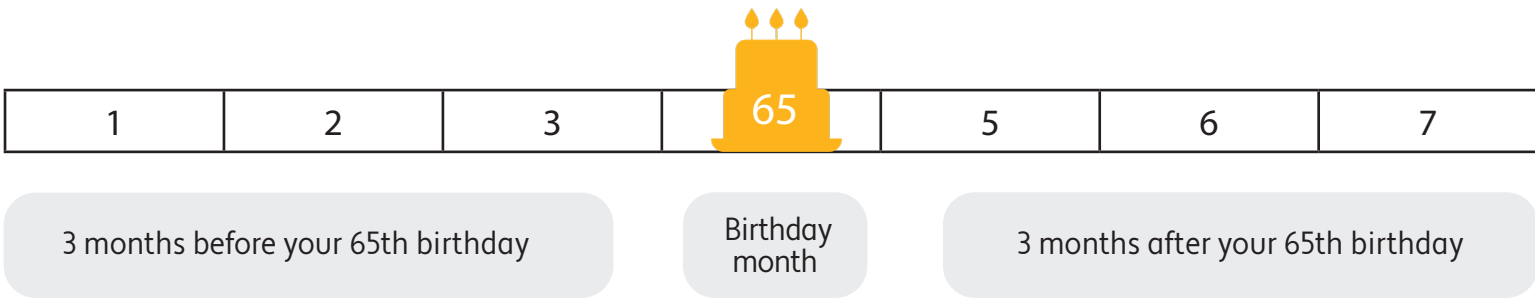 1 2 3 65 5 6 7
3 months before your 65th birthday
Birthday
month
3 months after your 65th birthday